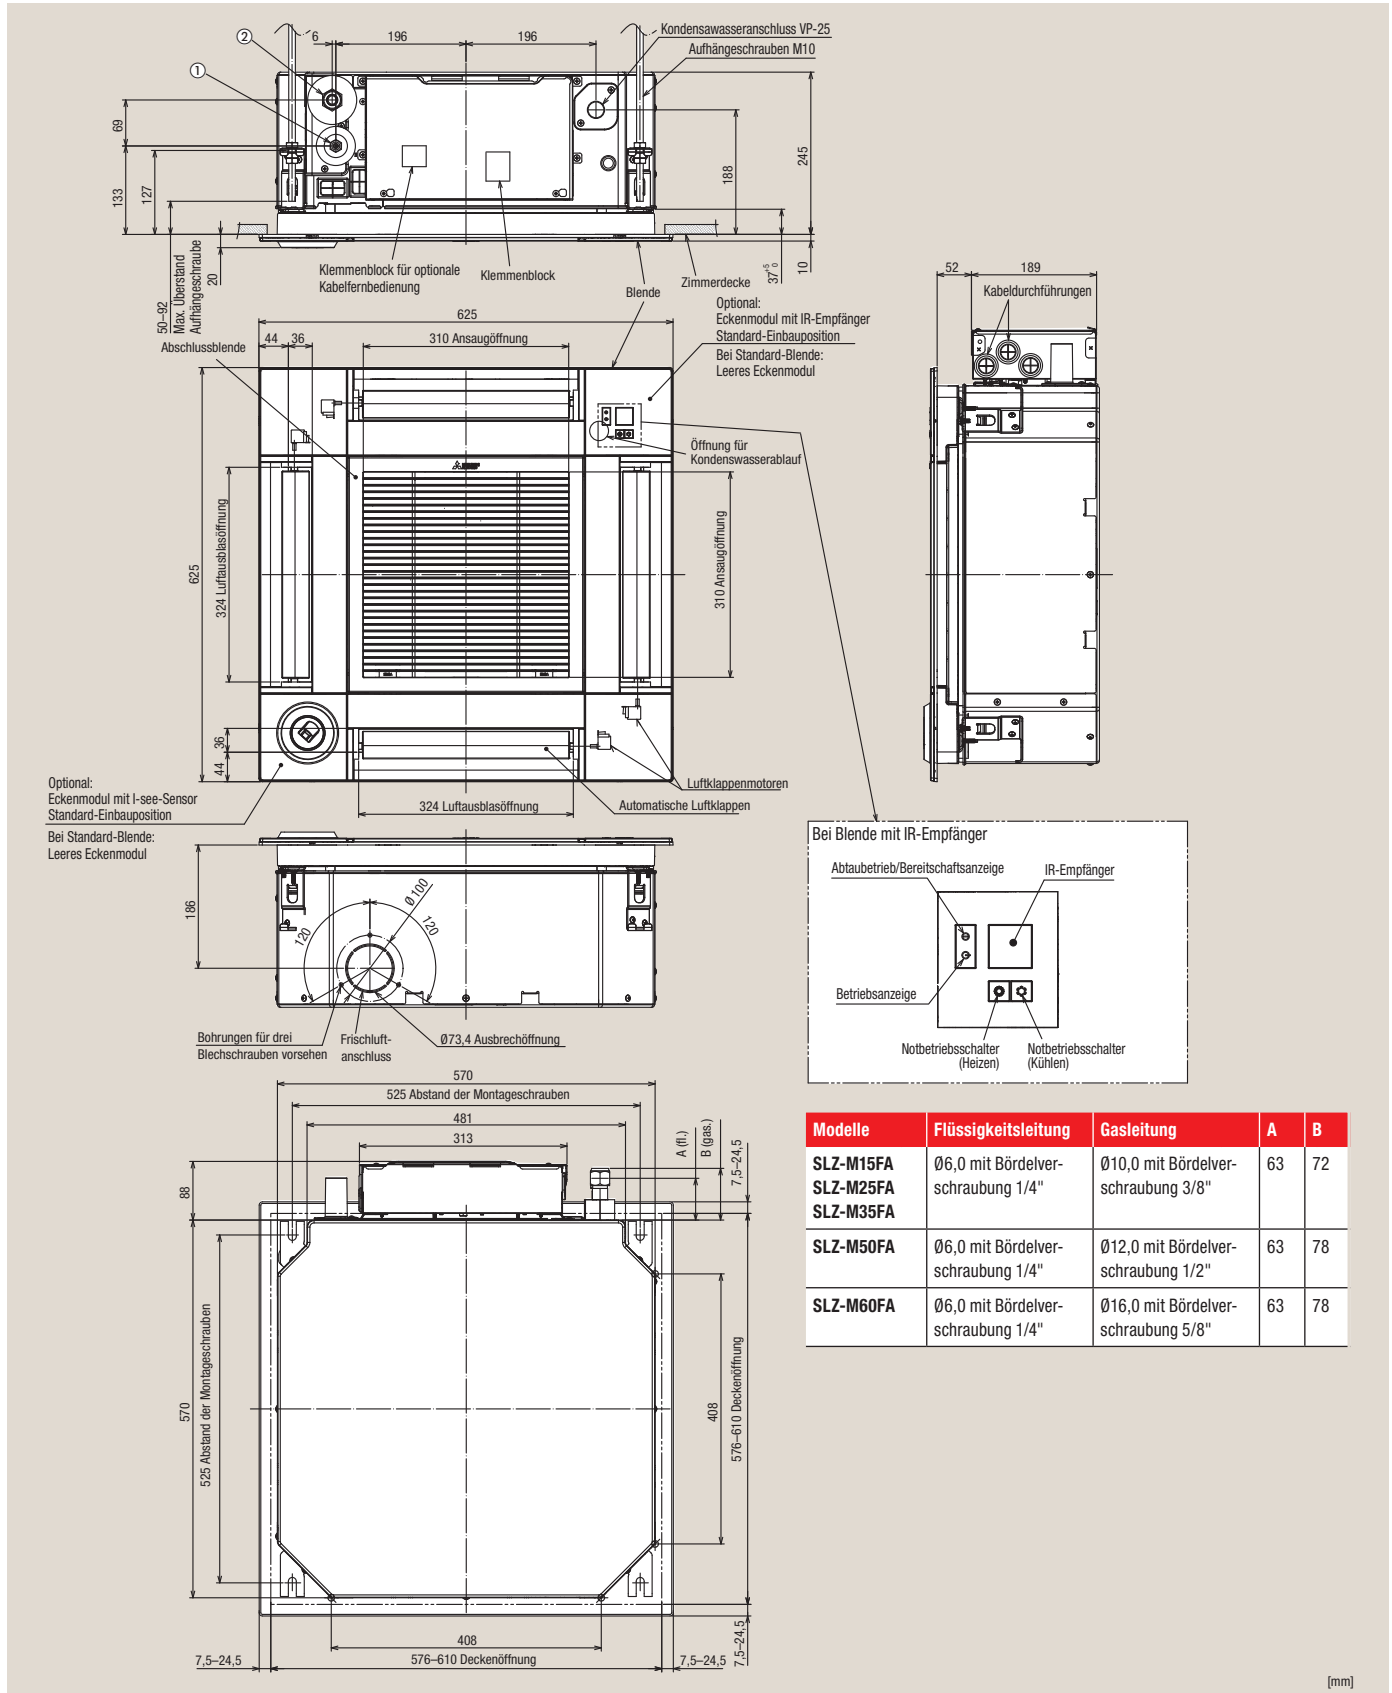 ②
6
196
196
Kondensawasseranschluss VP-25
Aufhängeschrauben M10
①
69
133
127
188
245
50–92
Max. Überstand
Aufhängeschraube
20
Klemmenblock für optionale
Kabelfernbedienung
Klemmenblock
Blende
Zimmerdecke
37 +5 0
10
Optional:
Eckenmodul mit IR-Empfänger
Standard-Einbauposition
Bei Standard-Blende:
Leeres Eckenmodul
52
189
Kabeldurchführungen
625
44
36
310 Ansaugöffnung
Abschlussblende
Öffnung für
Kondenswasserablauf
625
324 Luftausblasöffnung
310 Ansaugöffnung
36
44
Optional:
Eckenmodul mit I-see-Sensor
Standard-Einbauposition
Bei Standard-Blende:
Leeres Eckenmodul
324 Luftausblasöffnung
Luftklappenmotoren
Automatische Luftklappen
186
120
Ø 100
120
Bohrungen für drei
Blechschrauben vorsehen
Frischluft-
anschluss
Ø73,4 Ausbrechöffnung
Bei Blende mit IR-Empfänger
Abtaubetrieb/Bereitschaftsanzeige
IR-Empfänger
Betriebsanzeige
Notbetriebsschalter
(Heizen)
Notbetriebsschalter
(Kühlen)
570
525 Abstand der Montageschrauben
481
313
A (fl.)
B (gas.)
7,5–24,5
88
570
525 Abstand der Montageschrauben
408
576–610 Deckenöffnung
408
576–610 Deckenöffnung
7,5–24,5
7,5–24,5
7,5–24,5
Modelle Flüssigkeitsleitung Gasleitung A B
SLZ-M15FA Ø6,0 mit Bördelver- Ø10,0 mit Bördelver- 63 72
SLZ-M25FA schraubung 1/4" schraubung 3/8"
SLZ-M35FA
SLZ-M50FA Ø6,0 mit Bördelver- Ø12,0 mit Bördelver- 63 78
schraubung 1/4" schraubung 1/2"
SLZ-M60FA Ø6,0 mit Bördelver- Ø16,0 mit Bördelver- 63 78
schraubung 1/4" schraubung 5/8"
[mm]